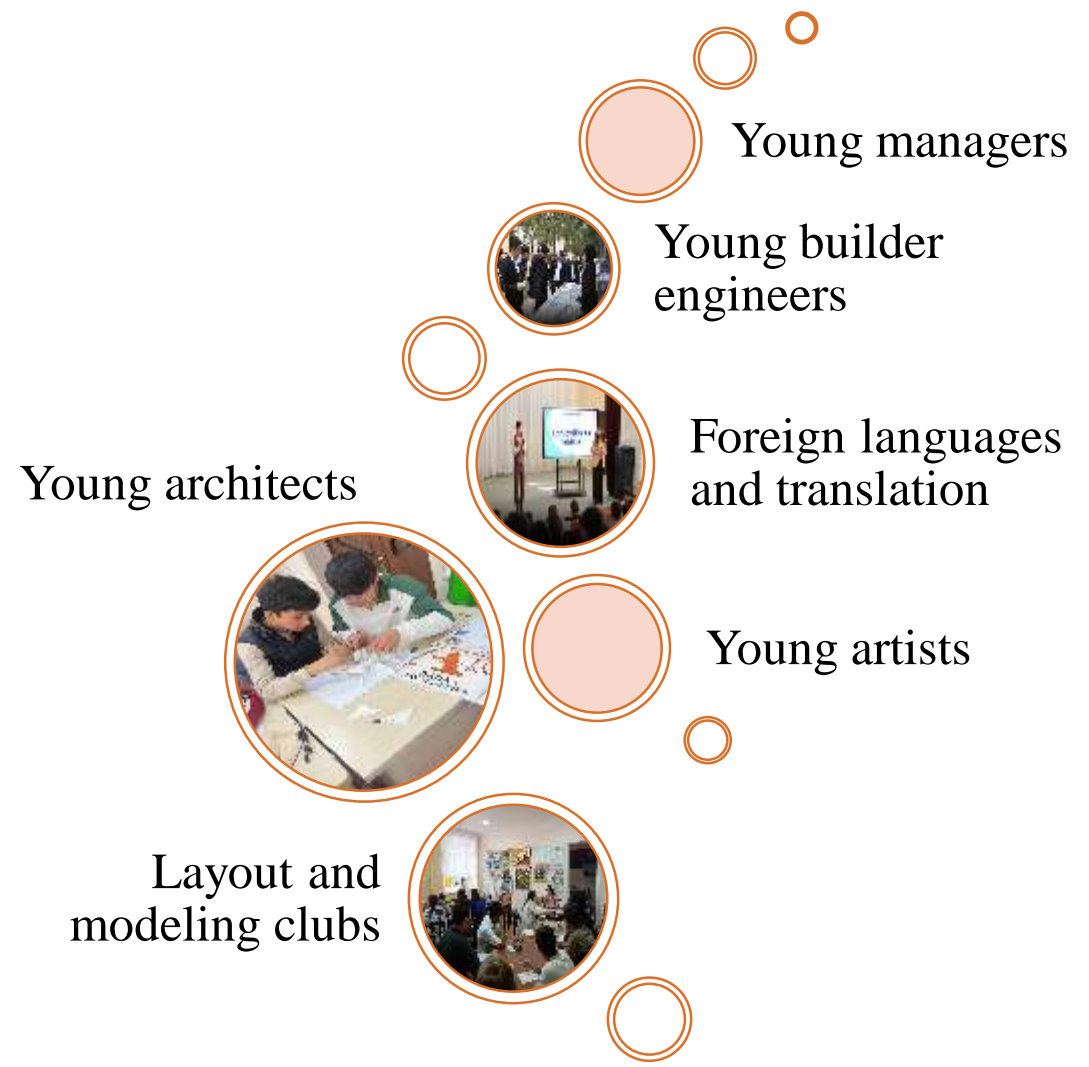 Young managers
Young builder
engineers
Foreign languages
and translation
Young architects
Young artists
Layout and
modeling clubs